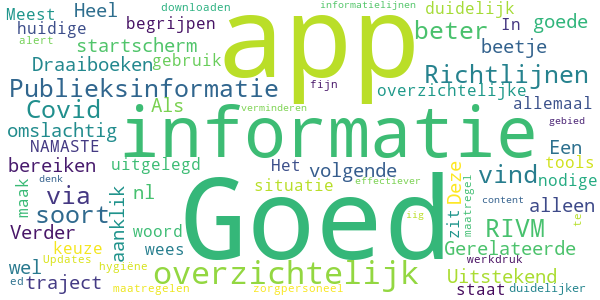 Meest Heel downloaden informatielijnen duidelijk In goede
huidige begrijpen app beter
alert startscherm beetje
Draaiboeken gebruik overzichtelijke
Publieksinformatie fijn Richtlijnen
Covid Als verminderen allemaal
omslachtig informatie gebied
NAMASTE Een
bereiken uitgelegd Het volgende vind tools
denk situatie effectiever Deze nodige
maak via aanklik nl Goed maatregel alleen
soort iig content te
Verder woord zit RIVM
keuze wees Gerelateerde
Updates wel hygiëne overzichtelijk werkdruk Uitstekend
ed traject maatregelen zorgpersoneel staat duidelijker